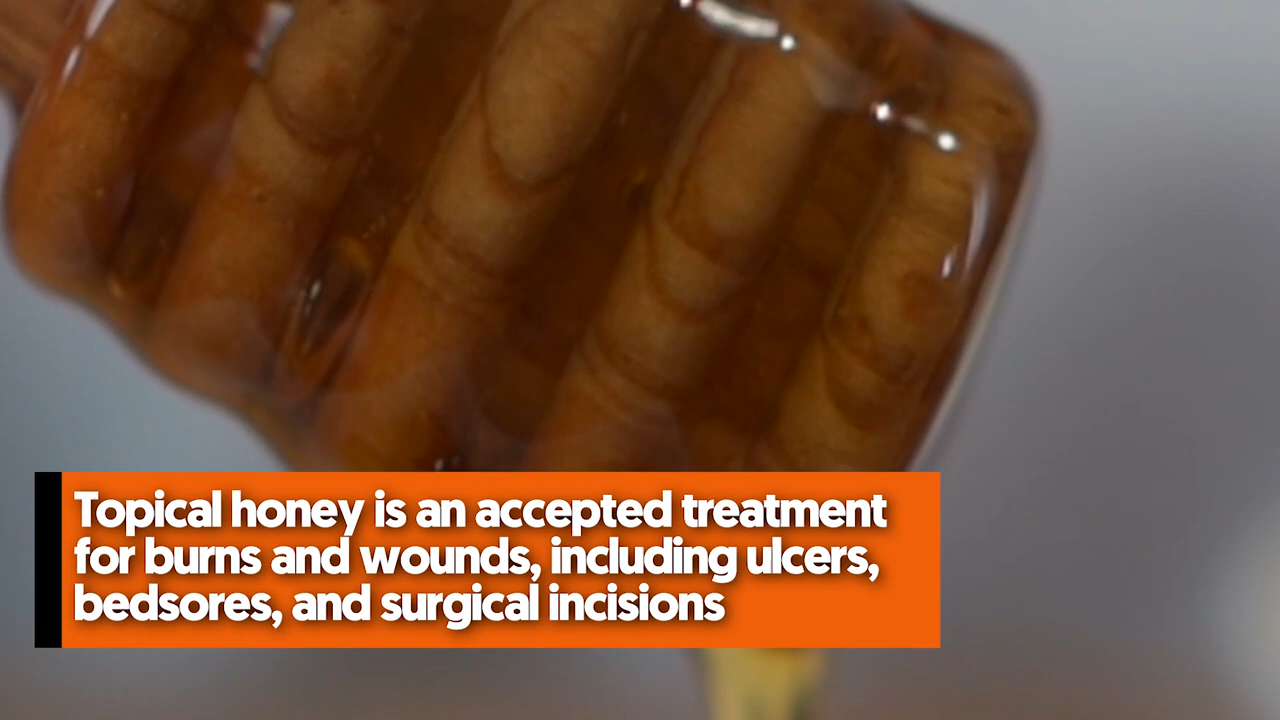 Topical honey is an accepted treatment
for burns and wounds, including ulcers,
bedsores, and surgical incisions